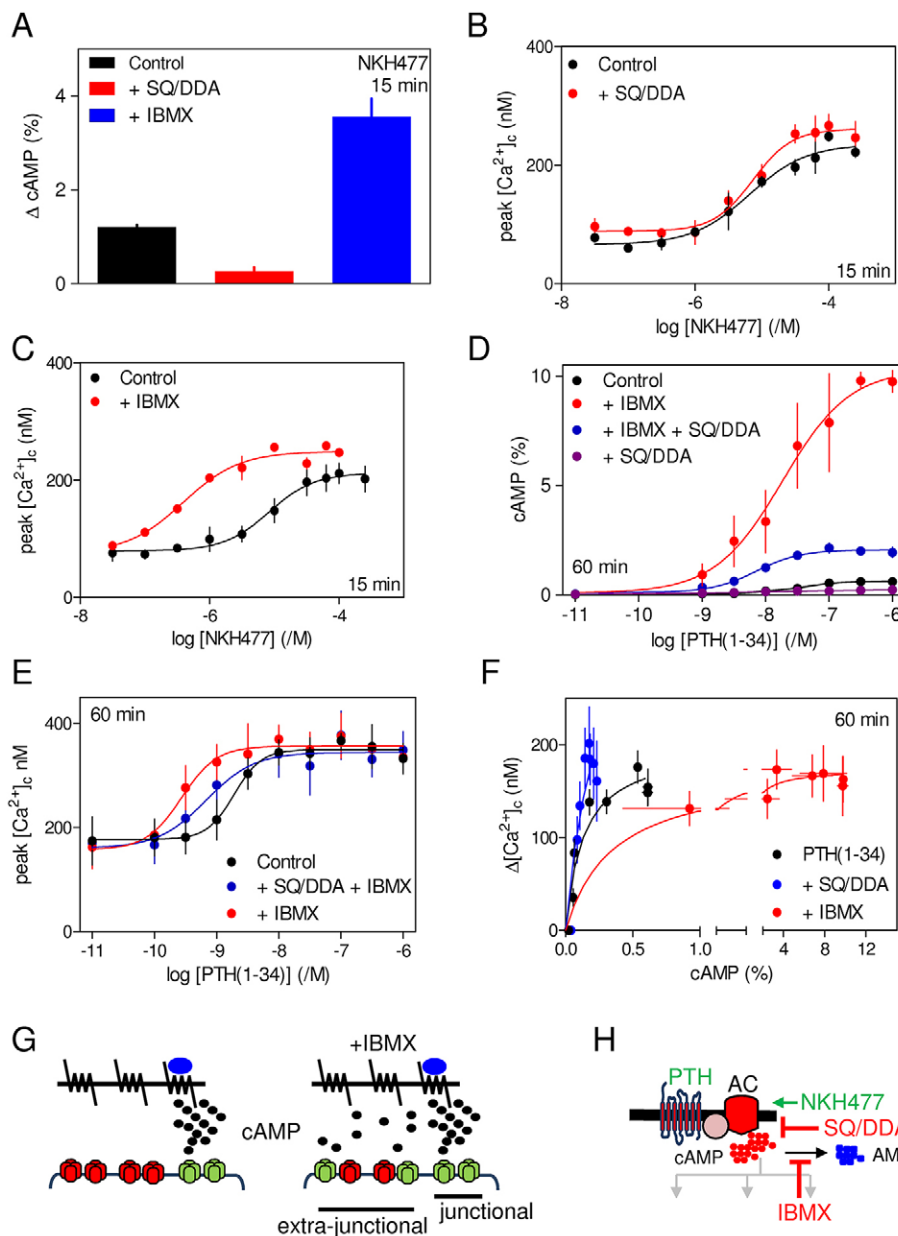 A
Control
+ SQ/DDA
+ IBMX
NKH477
15 min
Δ cAMP (%)
4
2
0
B
Control
+ SQ/DDA
peak [Ca²⁺]c (nM)
400
200
0
15 min
-8 -6 -4
log [NKH477] (/M)
C
Control
+ IBMX
peak [Ca²⁺]c (nM)
400
200
0
15 min
-8 -6 -4
log [NKH477] (/M)
D
Control
+ IBMX
+ IBMX + SQ/DDA
+ SQ/DDA
cAMP (%)
10
5
0
60 min
-11 -10 -9 -8 -7 -6
log [PTH(1-34)] (/M)
E
60 min
peak [Ca²⁺]c nM
400
200
0
Control
+ SQ/DDA + IBMX
+ IBMX
-11 -10 -9 -8 -7 -6
log [PTH(1-34)] (/M)
F
60 min
Δ[Ca²⁺]c (nM)
200
100
0
PTH(1-34)
+ SQ/DDA
+ IBMX
0.0 0.5 1.0 4 8 12
cAMP (%)
G
+IBMX
cAMP
extra-junctional
junctional
H
PTH
AC
NKH477
SQ/DDA
cAMP
AM
IBMX